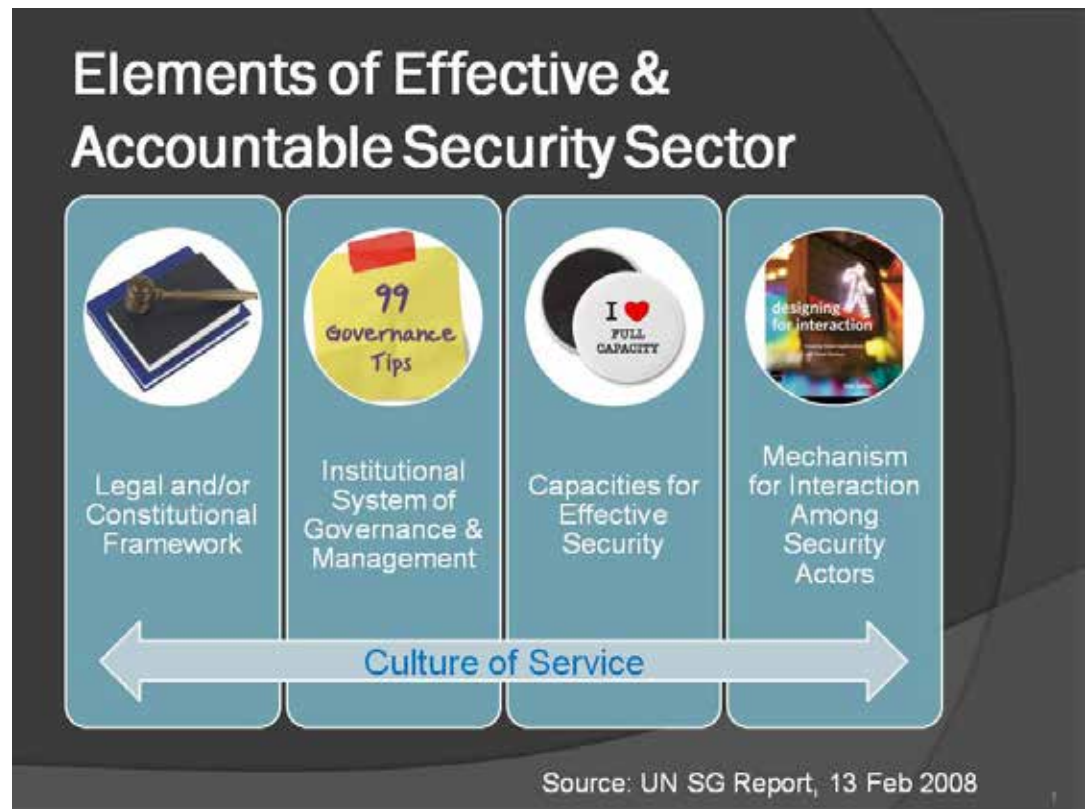 Elements of Effective &
Accountable Security Sector
99
Governance
Tips
I ♥
FULL
CAPACITY
designing
for interaction
Legal and/or
Constitutional
Framework
Institutional
System of
Governance &
Management
Capacities for
Effective
Security
Mechanism
for Interaction
Among
Security
Actors
Culture of Service
Source: UN SG Report, 13 Feb 2008